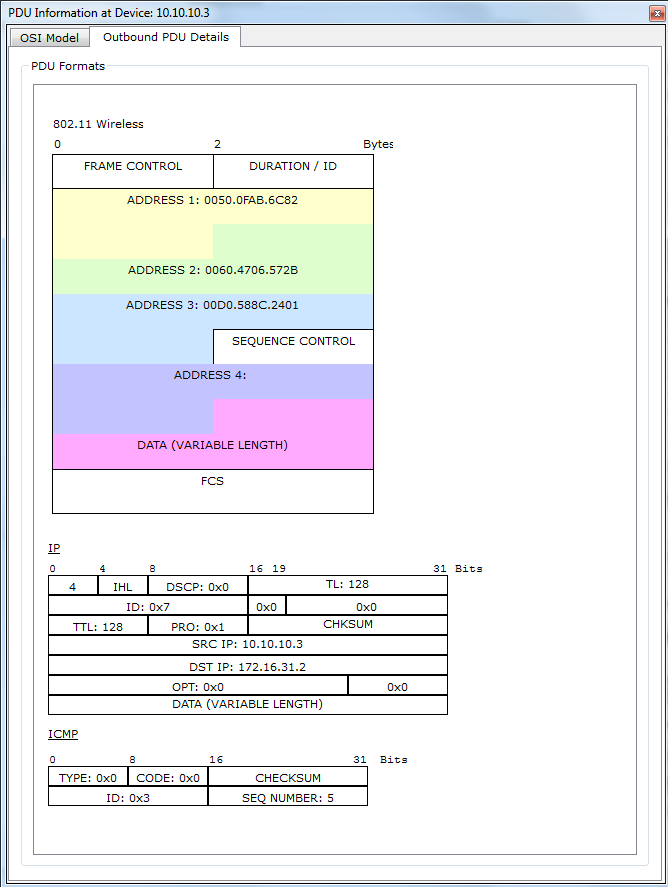 PDU Information at Device: 10.10.10.3
OSI Model Outbound PDU Details
PDU Formats
802.11 Wireless
0 2 Bytes
FRAME CONTROL DURATION / ID
ADDRESS 1: 0050.0FAB.6C82
ADDRESS 2: 0060.4706.572B
ADDRESS 3: 00D0.588C.2401
SEQUENCE CONTROL
ADDRESS 4:
DATA (VARIABLE LENGTH)
FCS
IP
0 4 8 16 19 31 Bits
4 IHL DSCP: 0x0 TL: 128
ID: 0x7 0x0 0x0
TTL: 128 PRO: 0x1 CHKSUM
SRC IP: 10.10.10.3
DST IP: 172.16.31.2
OPT: 0x0 0x0
DATA (VARIABLE LENGTH)
ICMP
0 8 16 31 Bits
TYPE: 0x0 CODE: 0x0 CHECKSUM
ID: 0x3 SEQ NUMBER: 5